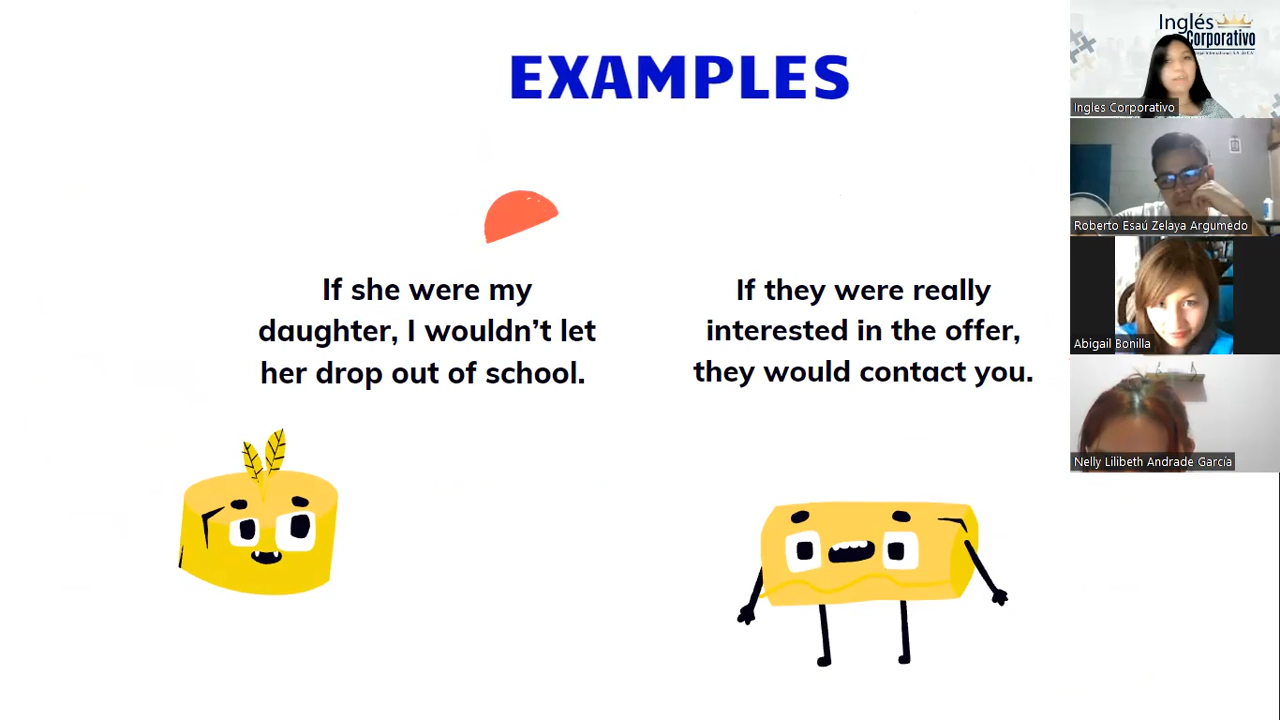 EXAMPLES
If she were my
daughter, I wouldn't let
her drop out of school.
If they were really
interested in the offer,
they would contact you.
Inglés
Corporativo
Ingles Corporativo
Roberto Esaú Zelaya Argumedo
Abigail Bonilla
Nelly Lilibeth Andrade García